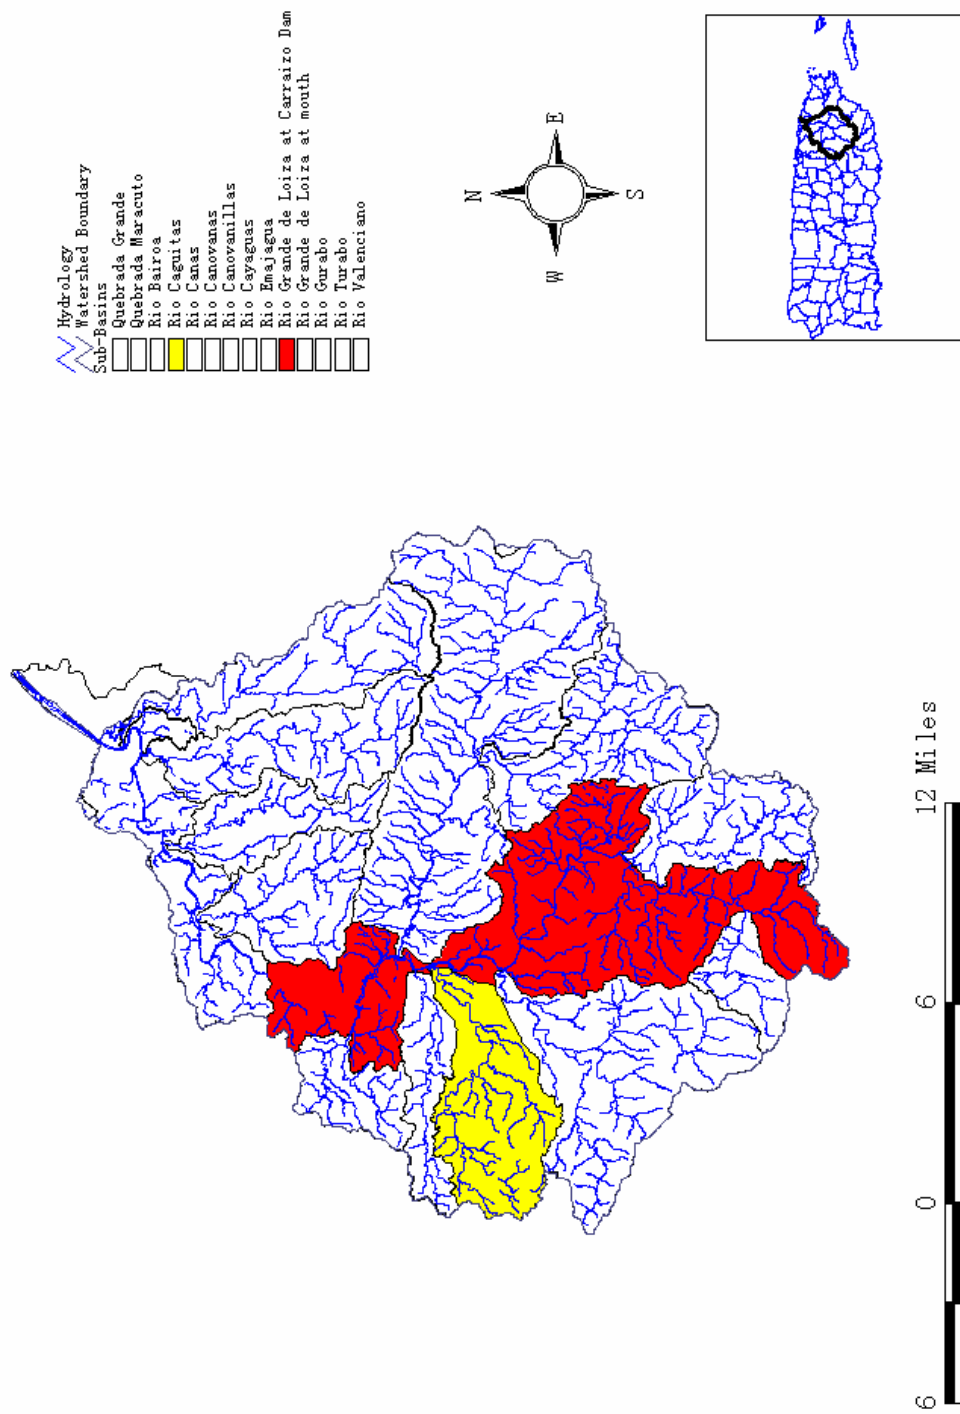 Hydrology
Watershed Boundary
Sub-Basins
Quebrada Grande
Quebrada Maracuto
Rio Bairoa
Rio Caguitas
Rio Canas
Rio Canovanas
Rio Canovanillas
Rio Cayaguas
Rio Emajagua
Rio Grande de Loiza at Carraizo Dam
Rio Grande de Loiza at mouth
Rio Gurabo
Rio Turabo
Rio Valenciano
N
W E
S
6 0 6 12 Miles